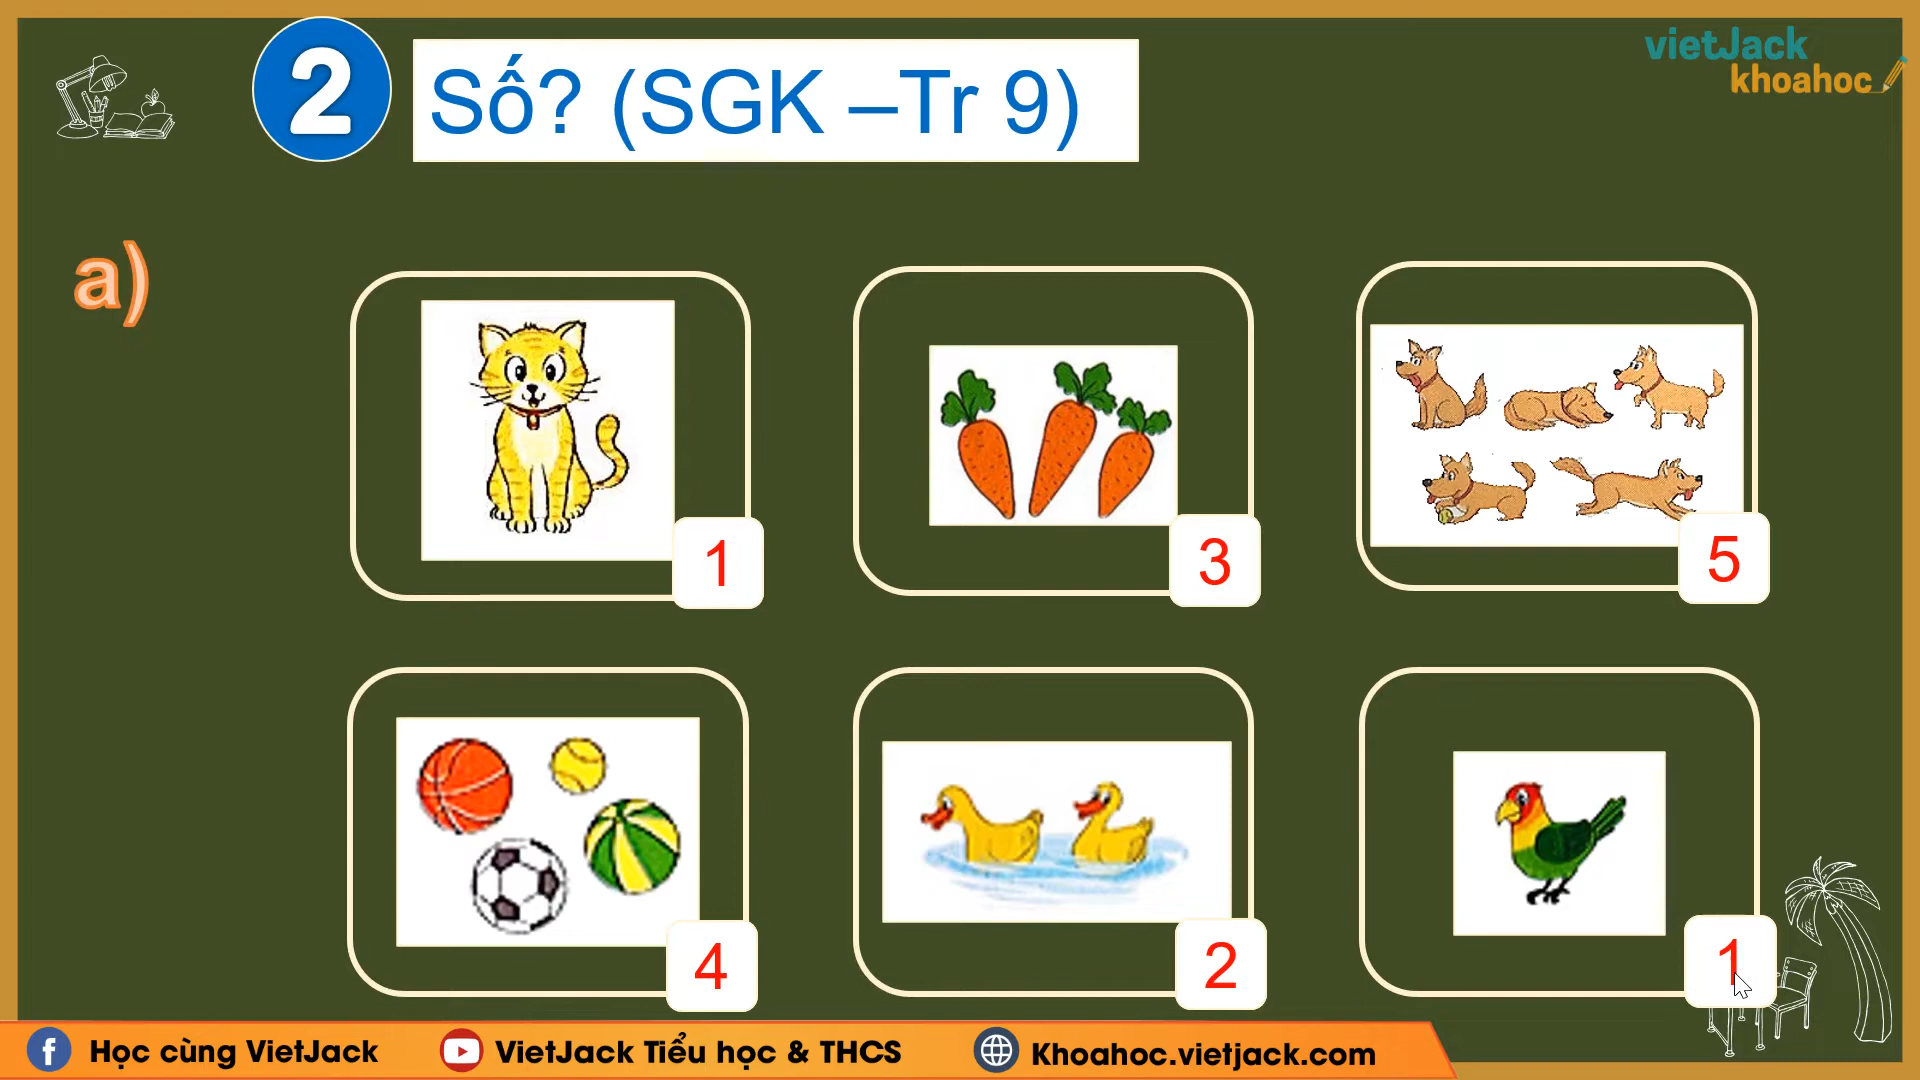 vietJack
khoahoc
2 Số? (SGK –Tr 9)
a)
1
3
5
4
2
1
Học cùng VietJack
VietJack Tiểu học & THCS
Khoahoc.vietjack.com